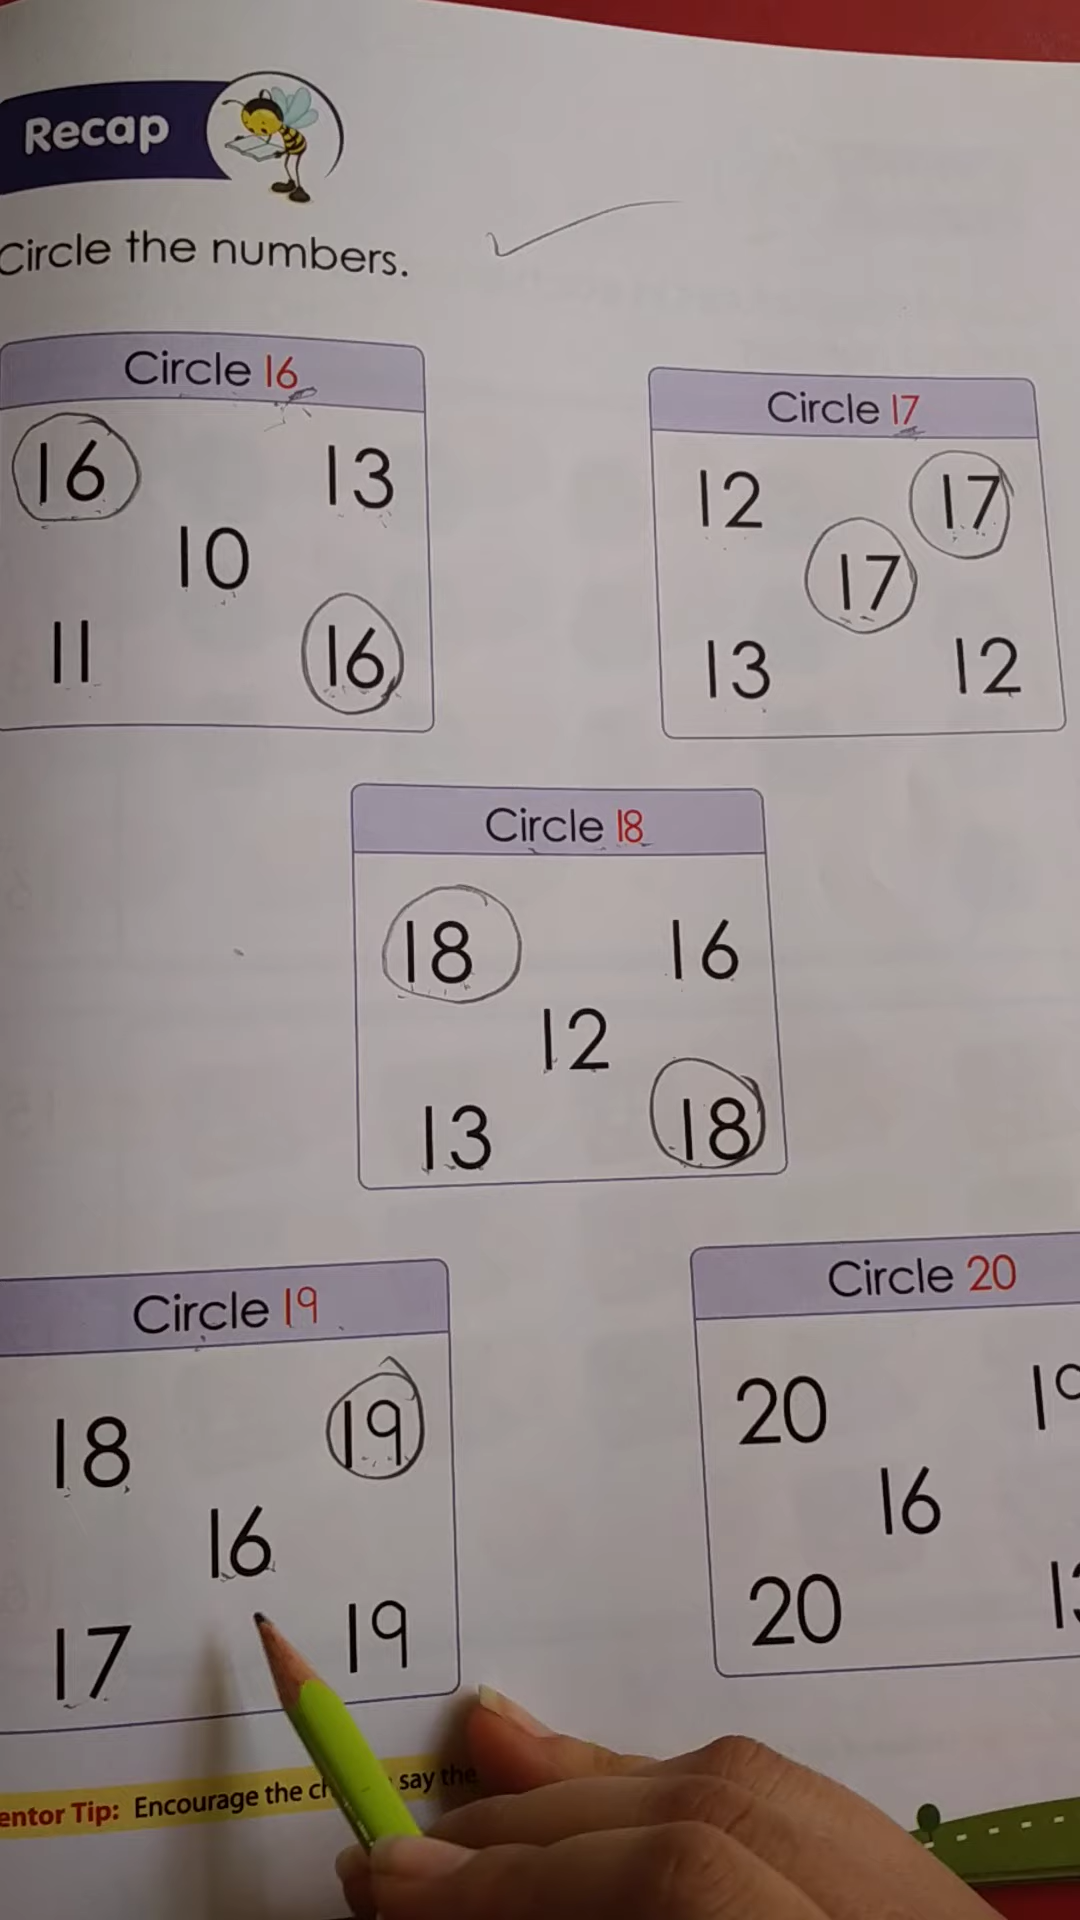 Recap
Circle the numbers.
Circle 16
16 13
10
11 16
Circle 17
12 17
17
13 12
Circle 18
18 16
12
13 18
Circle 19
18 19
16
17 19
Circle 20
20
16
20
Tip: Encourage the say the